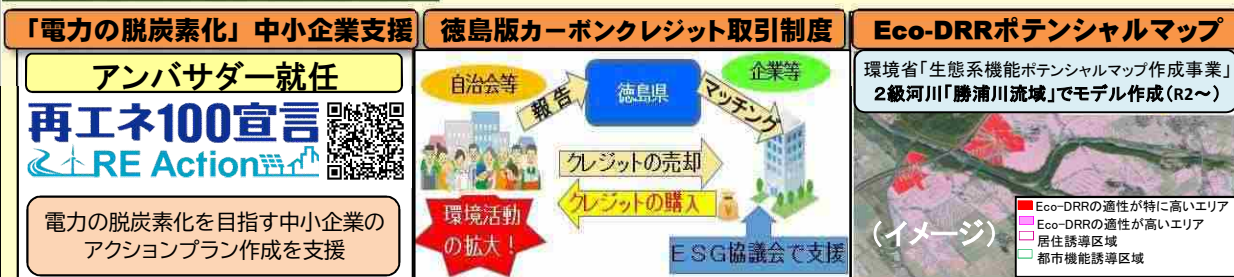 「電力の脱炭素化」中小企業支援
アンバサダー就任
再エネ100宣言
RE Action
電力の脱炭素化を目指す中小企業の
アクションプラン作成を支援
徳島版カーボンクレジット取引制度
自治会等
報告
徳島県
マッチング
企業等
クレジットの売却
クレジットの購入
環境活動
の拡大！
ESG協議会で支援
Eco-DRRポテンシャルマップ
環境省「生態系機能ポテンシャルマップ作成事業」
2級河川「勝浦川流域」でモデル作成(R2～)
(イメージ)
Eco-DRRの適性が特に高いエリア
Eco-DRRの適性が高いエリア
居住誘導区域
都市機能誘導区域